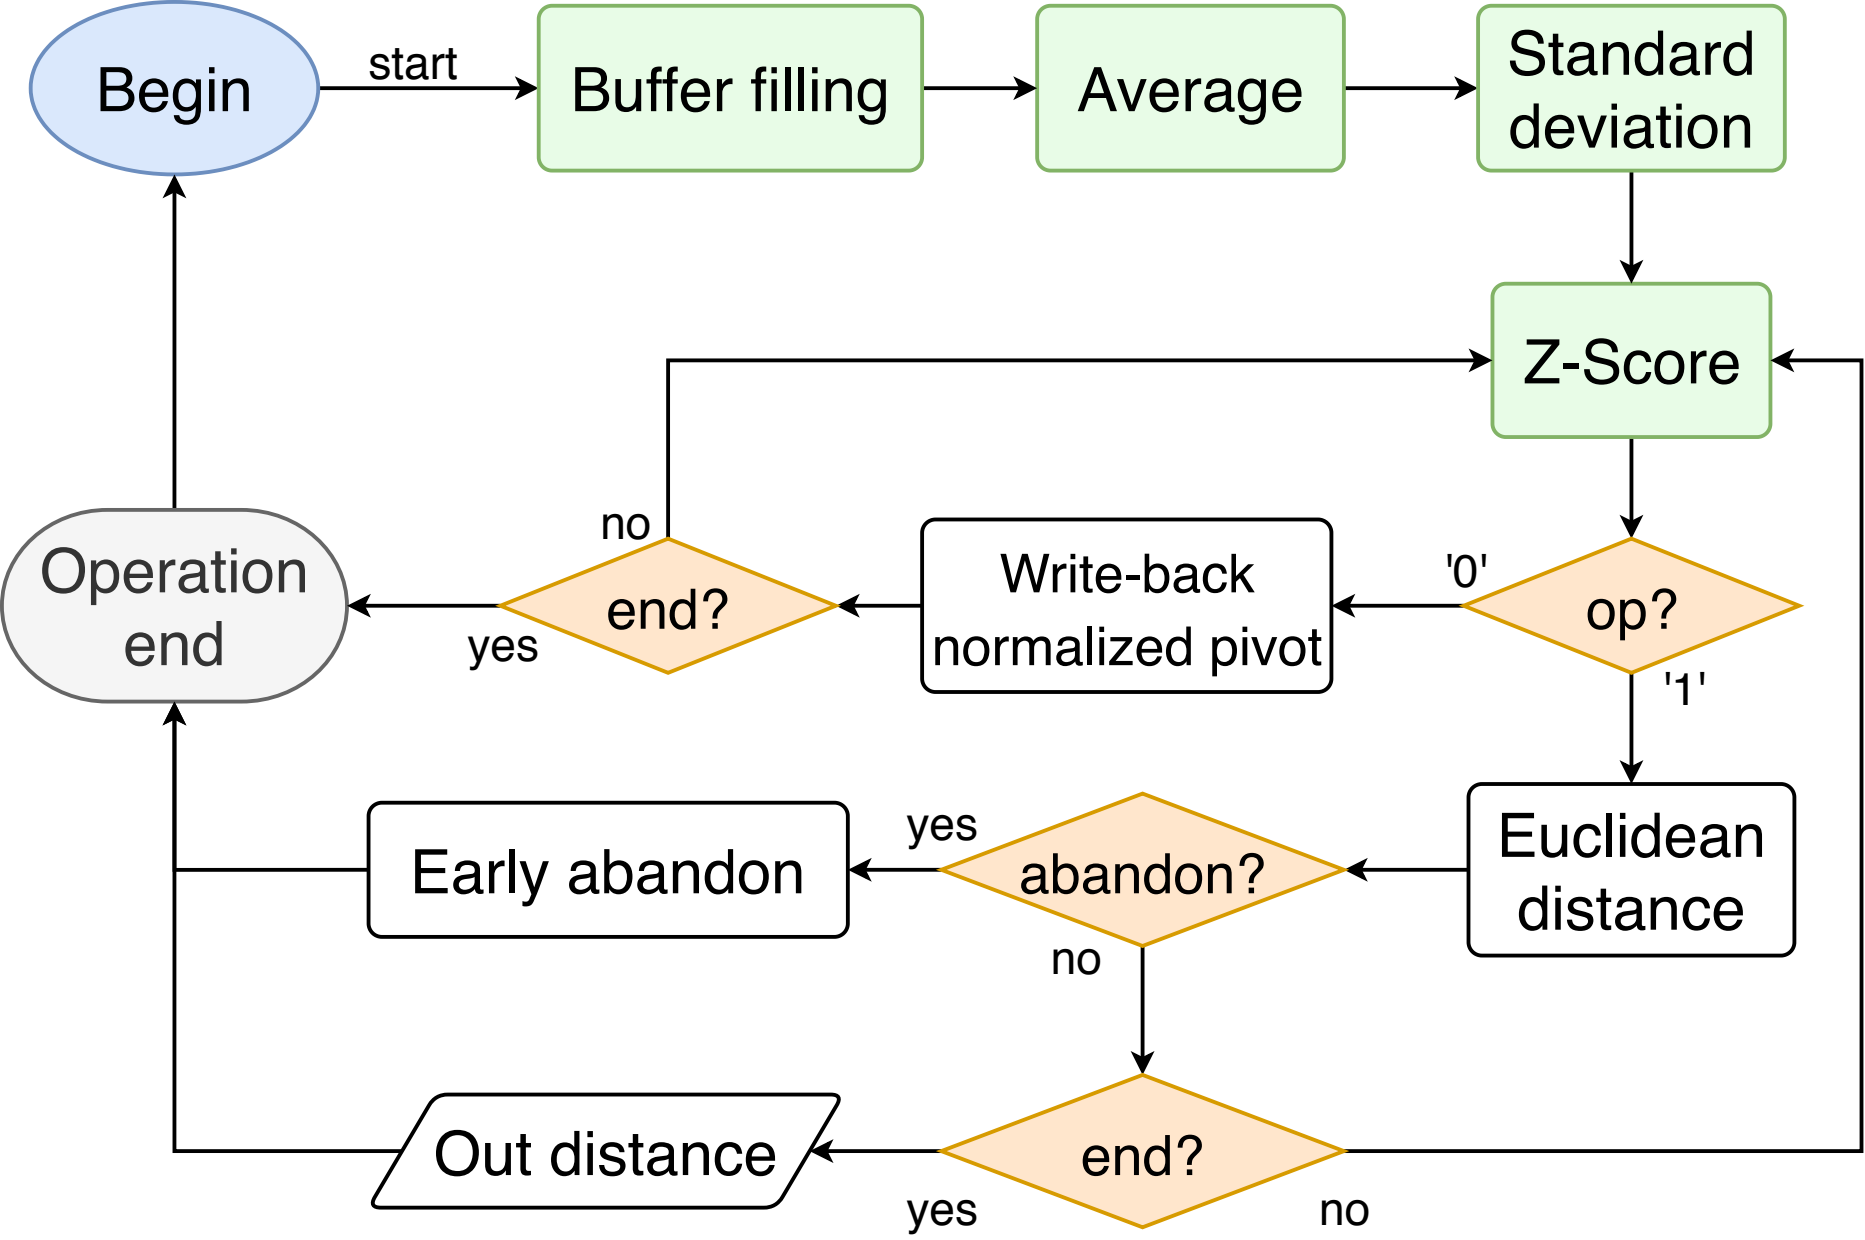 Begin
start
Buffer filling
Average
Standard
deviation
Z-Score
no
Operation
end
yes
end?
Write-back
normalized pivot
'0'
op?
'1'
Early abandon
yes
abandon?
no
Euclidean
distance
Out distance
yes
end?
no